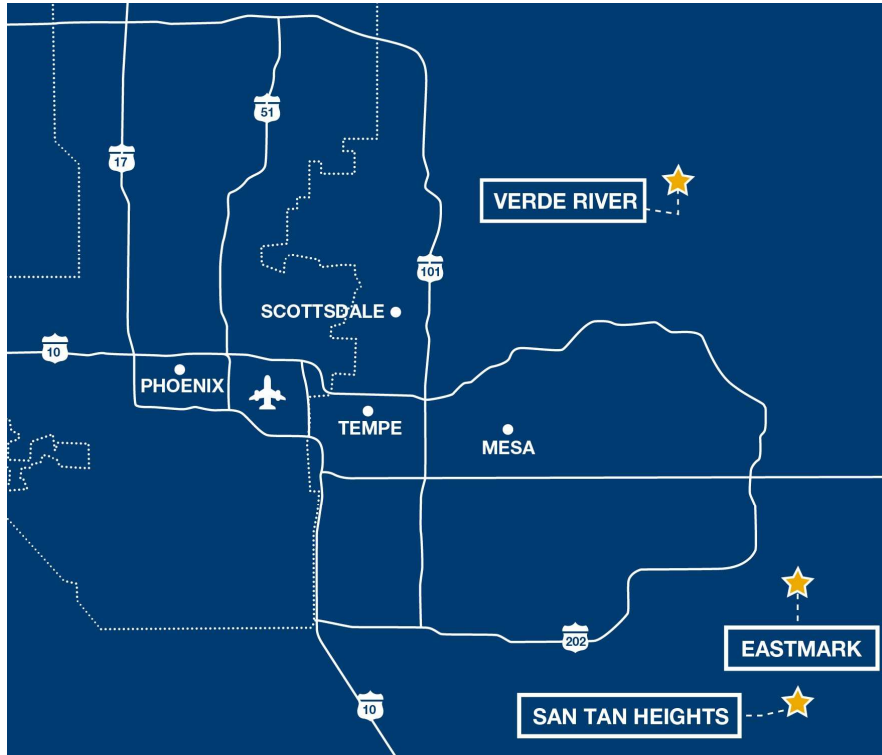 51
17
VERDE RIVER
101
SCOTTSDALE
10
PHOENIX
TEMPE
MESA
202
EASTMARK
10
SAN TAN HEIGHTS